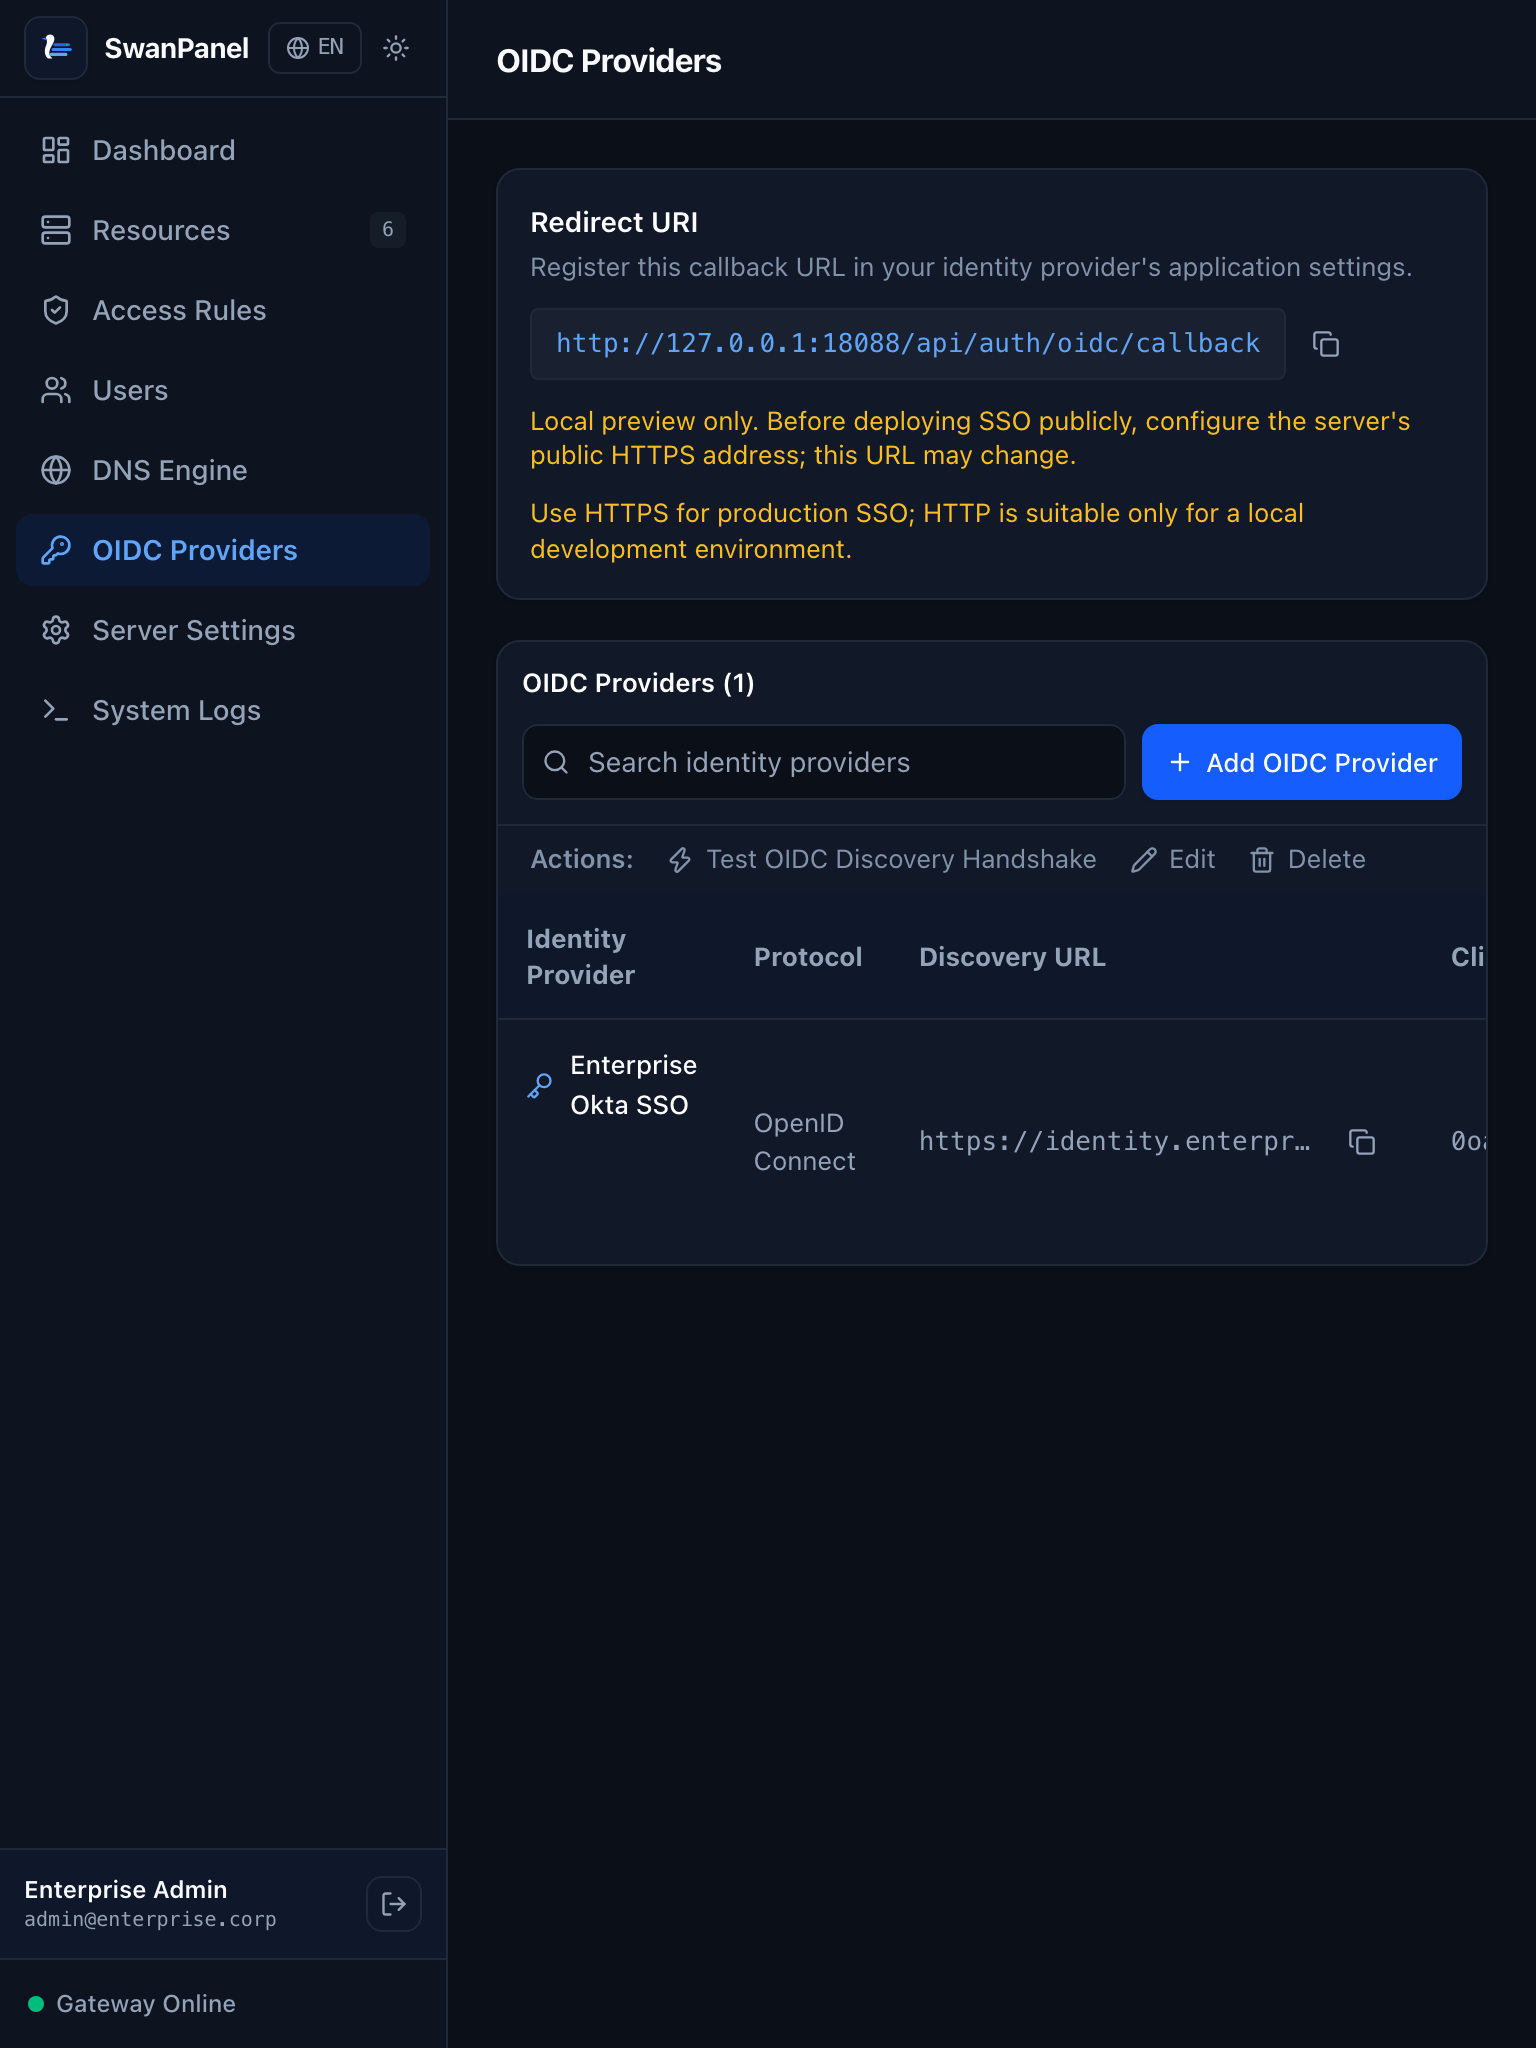 SwanPanel
EN
Dashboard
Resources
6
Access Rules
Users
DNS Engine
OIDC Providers
Server Settings
System Logs
Enterprise Admin
admin@enterprise.corp
Gateway Online
OIDC Providers
Redirect URI
Register this callback URL in your identity provider's application settings.
http://127.0.0.1:18088/api/auth/oidc/callback
Local preview only. Before deploying SSO publicly, configure the server's
public HTTPS address; this URL may change.
Use HTTPS for production SSO; HTTP is suitable only for a local
development environment.
OIDC Providers (1)
Search identity providers
Add OIDC Provider
Actions: Test OIDC Discovery Handshake Edit Delete
Identity
Provider
Protocol
Discovery URL
Cli
Enterprise
Okta SSO
OpenID
Connect
https://identity.enterpr…